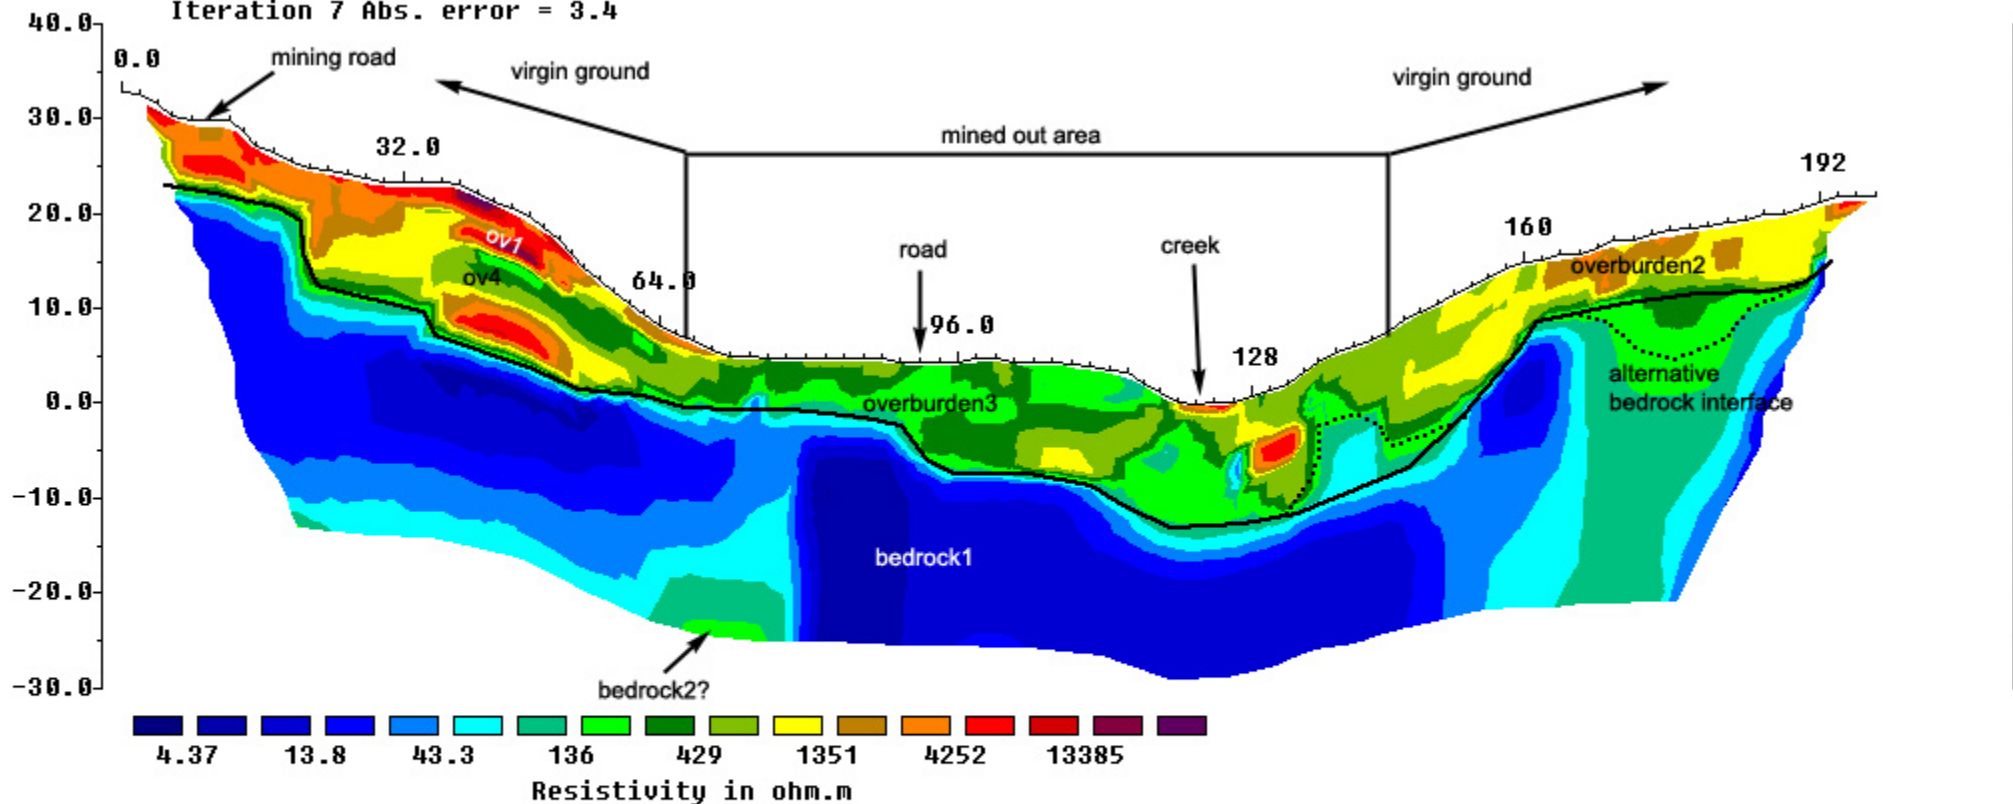 Iteration 7 Abs. error = 3.4
40.0
0.0
mining road
virgin ground
virgin ground
30.0
mined out area
32.0
192
20.0
ov1
road
creek
160
ov4
64.0
overburden2
10.0
96.0
128
0.0
overburden3
alternative
bedrock interface
-10.0
bedrock1
-20.0
-30.0
bedrock2?
4.37 13.8 43.3 136 429 1351 4252 13385
Resistivity in ohm.m